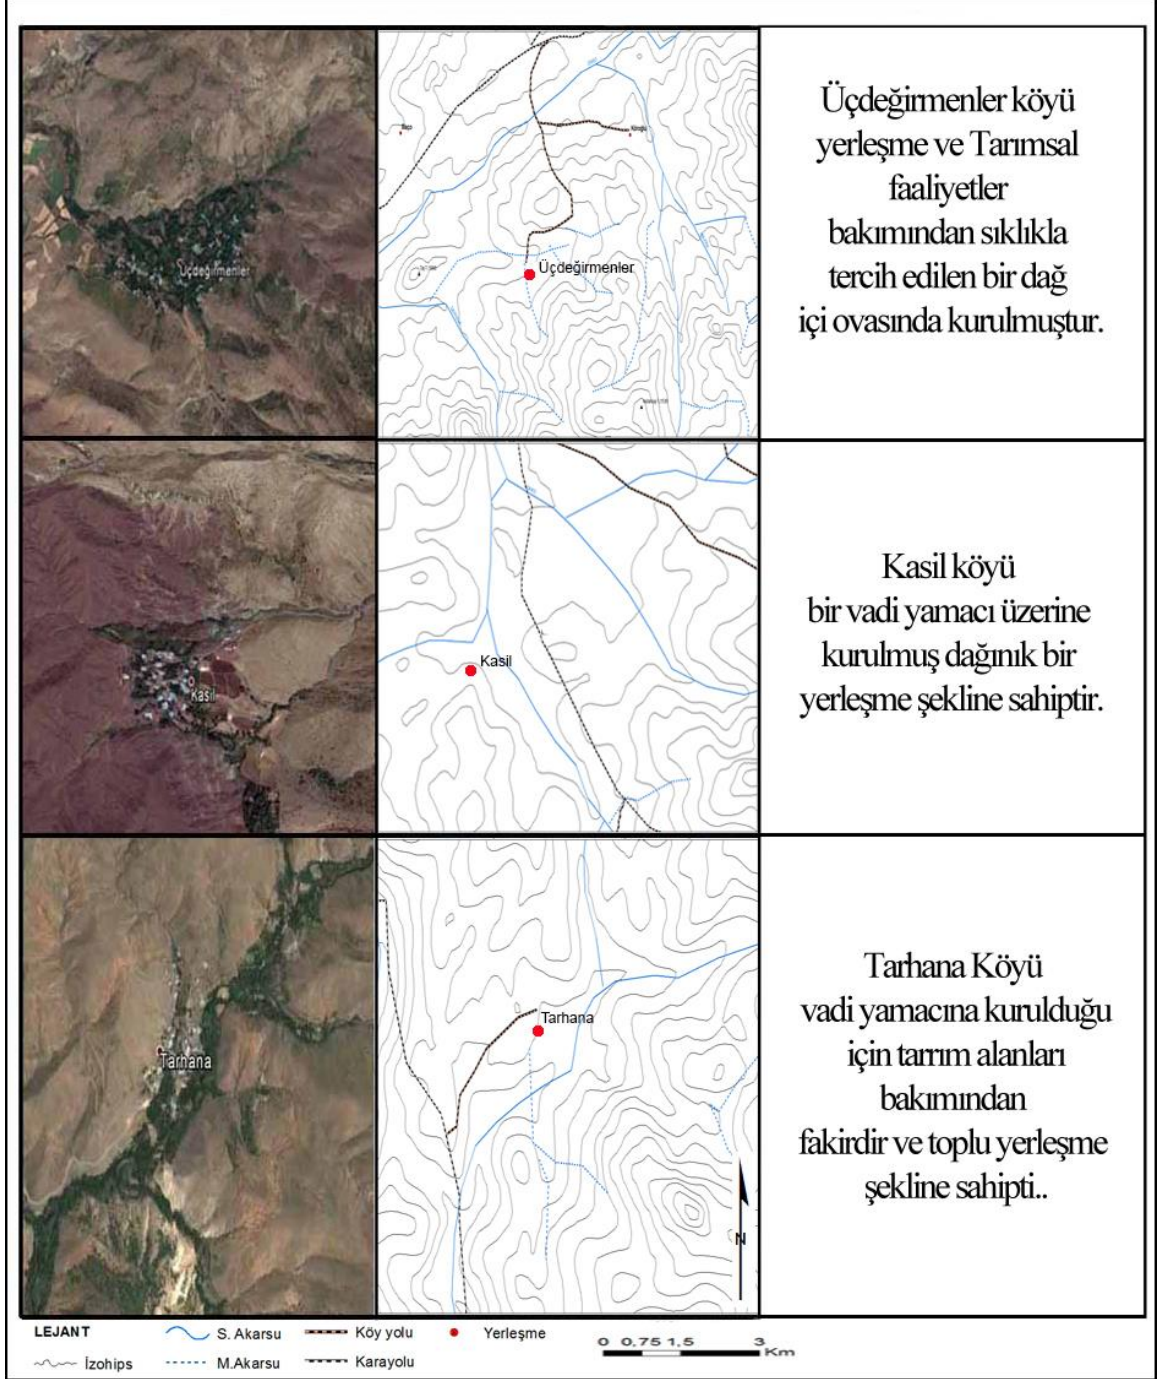 Üçdeğirmenler
Köroğlu
Üçdeğirmenler
Üçdeğirmenler köyü
yerleşme ve Tarımsal
faaliyetler
bakımından sıklıkla
tercih edilen bir dağ
içi ovasında kurulmuştur.
Kasil
Kasil
Kasil köyü
bir vadi yamacı üzerine
kurulmuş dağınık bir
yerleşme şekline sahiptir.
Tarhana
Tarhana
N
Tarhana Köyü
vadi yamacına kurulduğu
için tarrım alanları
bakımından
fakirdir ve toplu yerleşme
şekline sahipti..
LEJANT
S. Akarsu
Köy yolu
Yerleşme
İzohips
M.Akarsu
Karayolu
0 0,75 1,5 3
Km